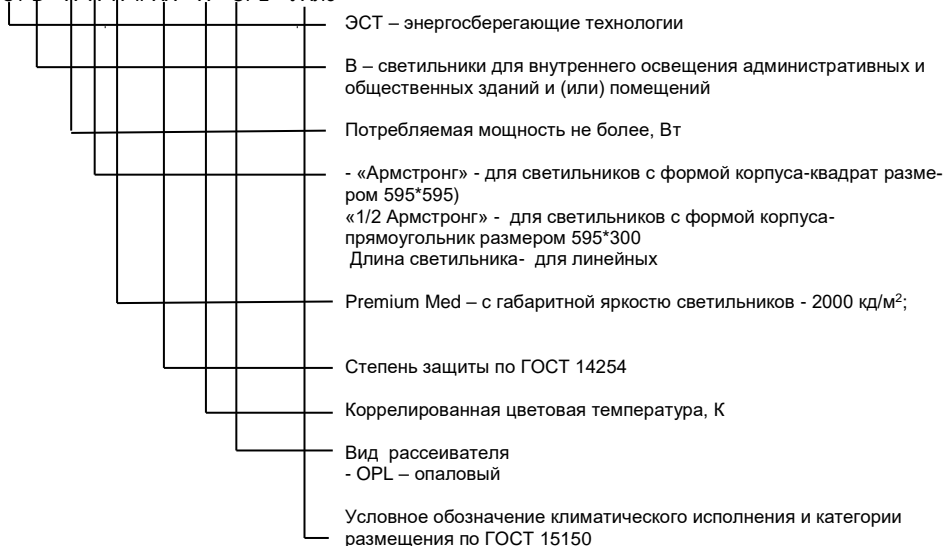 ЭСТ – энергосберегающие технологии
В – светильники для внутреннего освещения административных и
общественных зданий и (или) помещений
Потребляемая мощность не более, Вт
- «Армстронг» - для светильников с формой корпуса-квадрат разме-
ром 595*595)
«1/2 Армстронг» - для светильников с формой корпуса-
прямоугольник размером 595*300
Длина светильника- для линейных
Premium Med – с габаритной яркостью светильников - 2000 кд/м²;
Степень защиты по ГОСТ 14254
Коррелированная цветовая температура, К
Вид рассеивателя
- OPL – опаловый
Условное обозначение климатического исполнения и категории
размещения по ГОСТ 15150